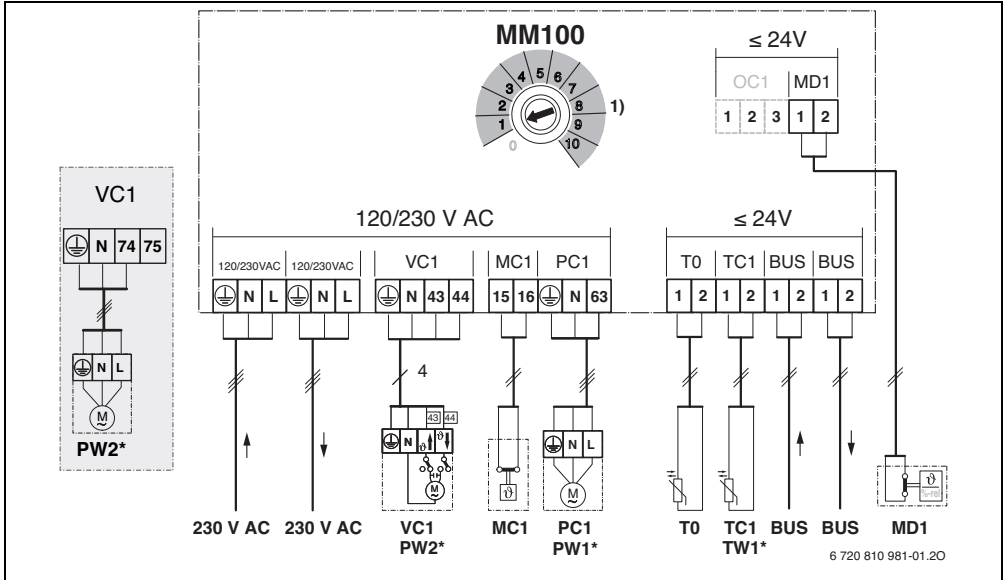 MM100
0 1 2 3 4 5 6 7 8 9 10 1)
≤ 24V
OC1 MD1
1 2 3 1 2
VC1
N 74 75
N L
M
~
PW2*
120/230 V AC
≤ 24V
120/230VAC 120/230VAC VC1 MC1 PC1 T0 TC1 BUS BUS
N L N L N 43 44 15 16 N 63 1 2 1 2 1 2 1 2
4
43 44
N ϑ ϑ
M
~
ϑ
N L
M
~
ϑ
%-rel
230 V AC 230 V AC VC1 MC1 PC1 T0 TC1 BUS BUS MD1
PW2* PW1* TW1*
6 720 810 981-01.2O